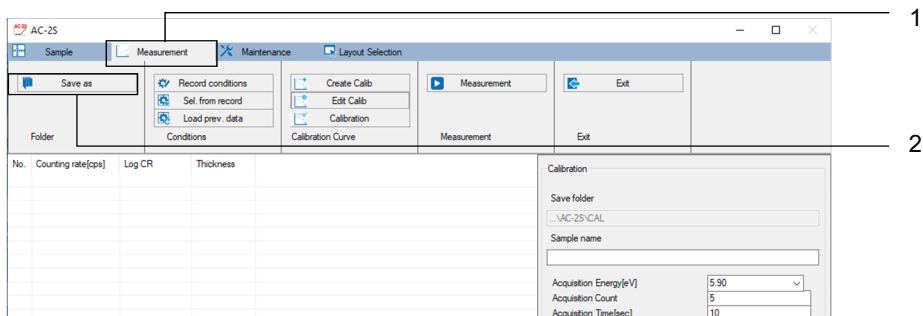 1
AC-2S AC-2S
Sample Measurement Maintenance Layout Selection
Save as Record conditions Create Calib Measurement Exit
Sel. from record Edit Calib
Load prev. data Calibration
Folder Conditions Calibration Curve Measurement Exit
2
No. Counting rate[cps] Log CR Thickness
Calibration
Save folder
...\AC-2S\CAL
Sample name
Acquisition Energy[eV] 5.90
Acquisition Count 5
Acquisition Time[sec] 10